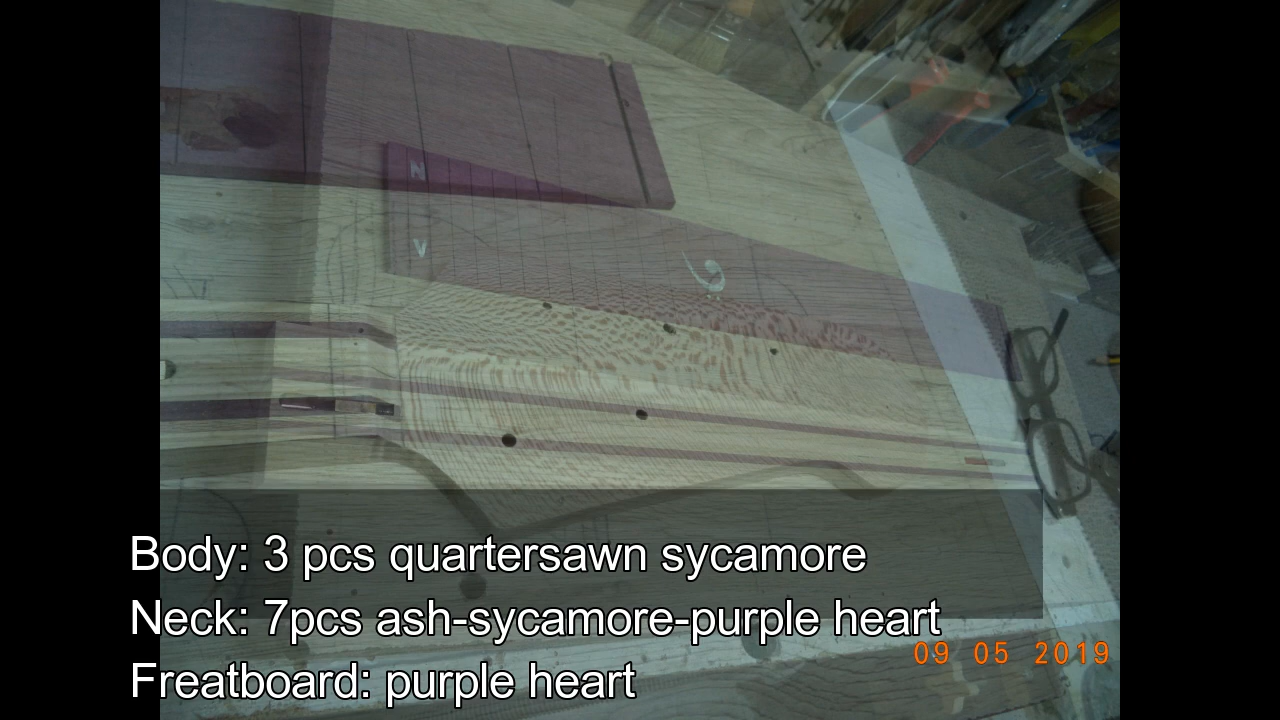 Body: 3 pcs quartersawn sycamore
Neck: 7pcs ash-sycamore-purple heart
09 05 2019
Freatboard: purple heart